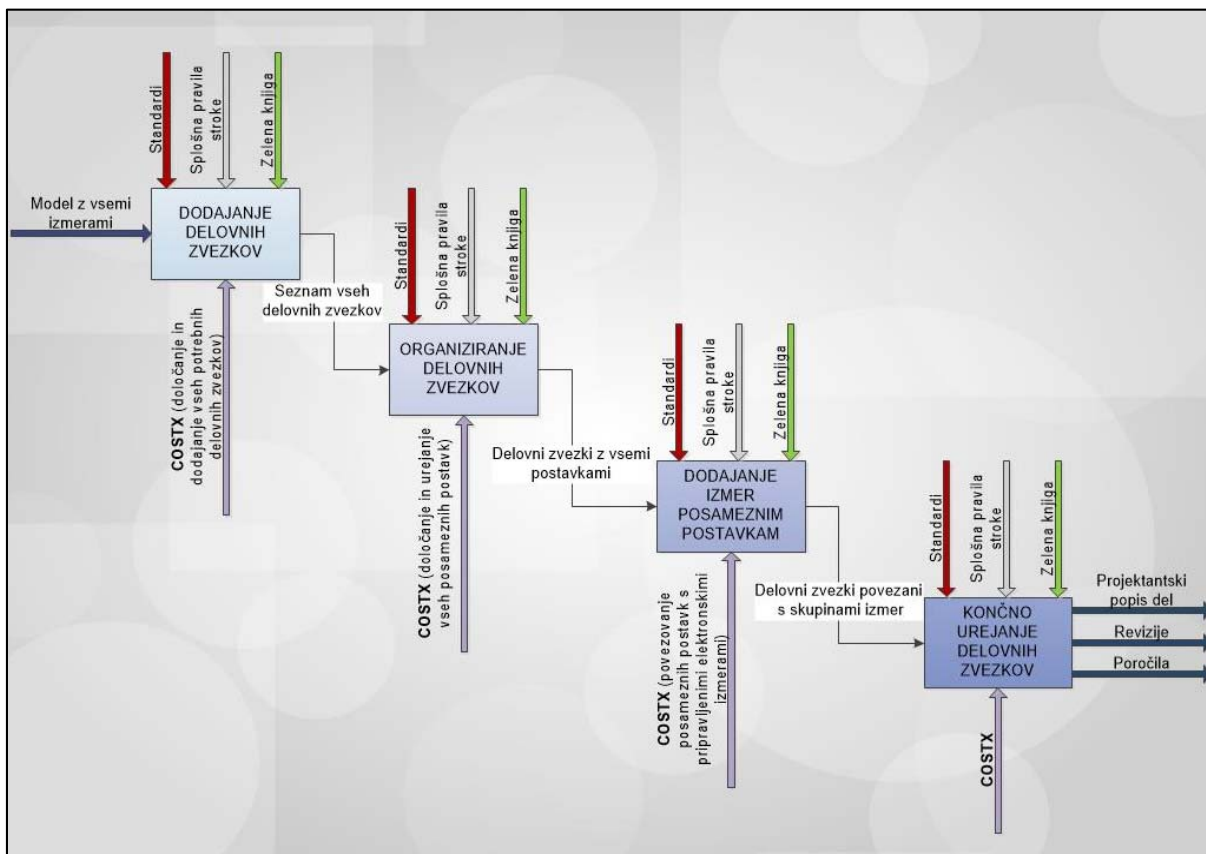 Standardi
Splošna pravila
stroke
Zelena knjiga
Model z vsemi
izmerami
DODAJANJE
DELOVNIH
ZVEZKOV
COSTX (določanje in
dodajanje vseh potrebnih
delovnih zvezkov)
Seznam vseh
delovnih zvezkov
Standardi
Splošna pravila
stroke
Zelena knjiga
ORGANIZIRANJE
DELOVNIH
ZVEZKOV
COSTX (določanje in urejanje
vseh posameznih postavk)
Delovni zvezki z vsemi
postavkami
Standardi
Splošna pravila
stroke
Zelena knjiga
DODAJANJE
IZMER
POSAMEZNIM
POSTAVKAM
COSTX (povezovanje
posameznih postavk s
pripravljenimi elektronskimi
izmerami)
Delovni zvezki povezani
s skupinami izmer
Standardi
Splošna pravila
stroke
Zelena knjiga
KONČNO
UREJANJE
DELOVNIH
ZVEZKOV
COSTX
Projektantski
popis del
Revizije
Poročila